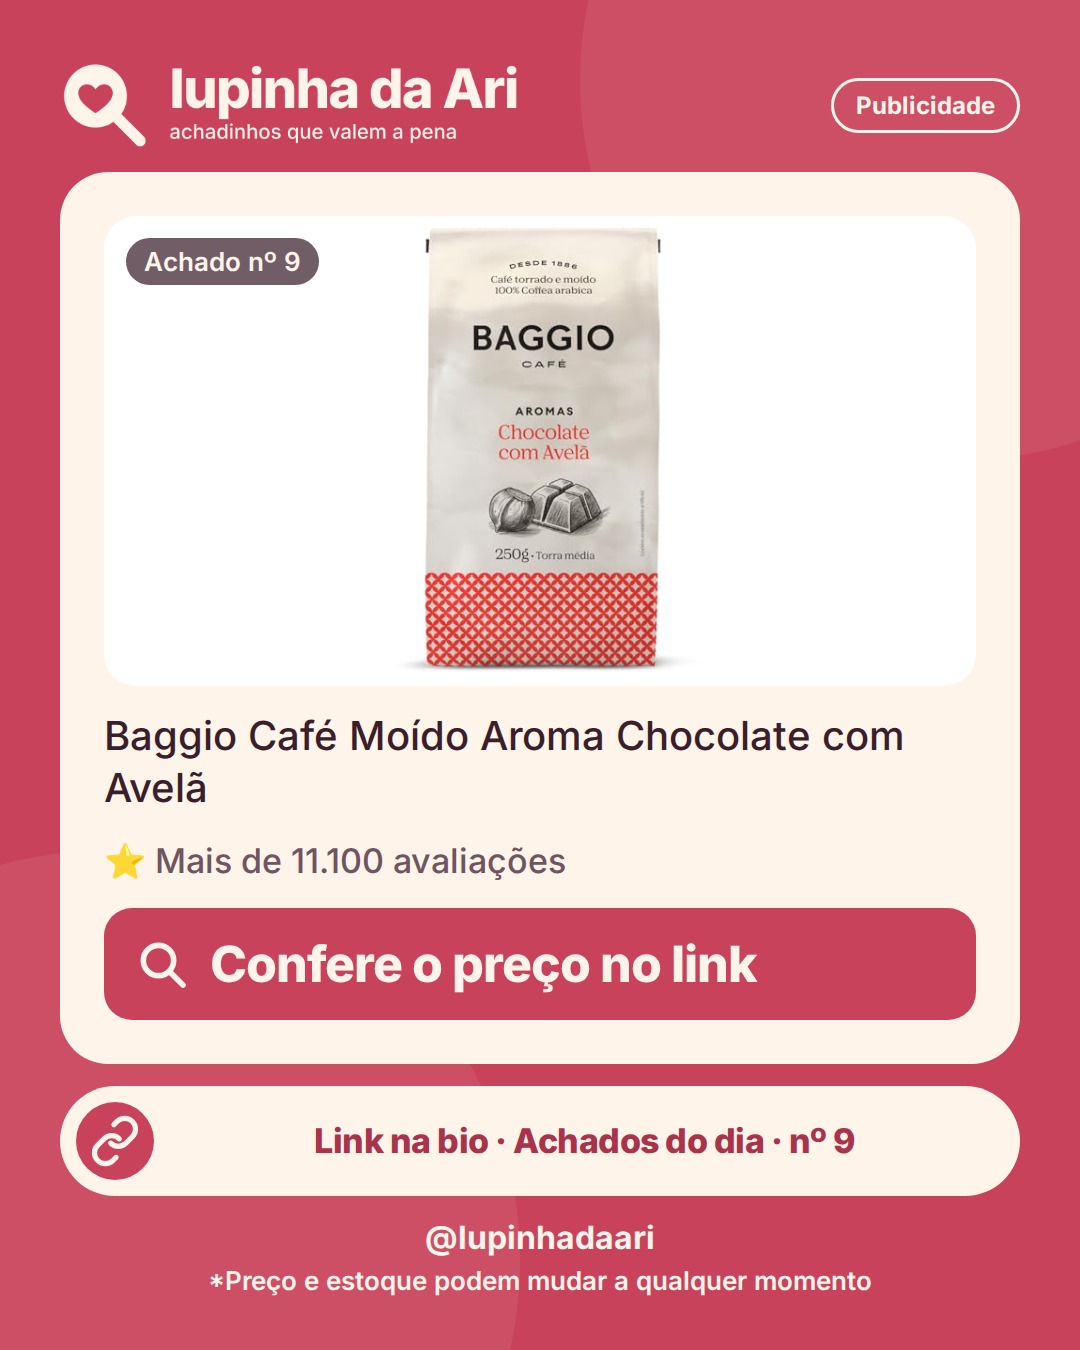 lupinha da Ari
achadinhos que valem a pena
Publicidade
Achado nº 9
DESDE 1886
Café torrado e moído
100% Coffea arabica
BAGGIO
CAFÉ
AROMAS
Chocolate
com Avelã
250g • Torra média
Baggio Café Moído Aroma Chocolate com
Avelã
⭐ Mais de 11.100 avaliações
Confere o preço no link
Link na bio · Achados do dia · nº 9
@lupinhadaari
*Preço e estoque podem mudar a qualquer momento